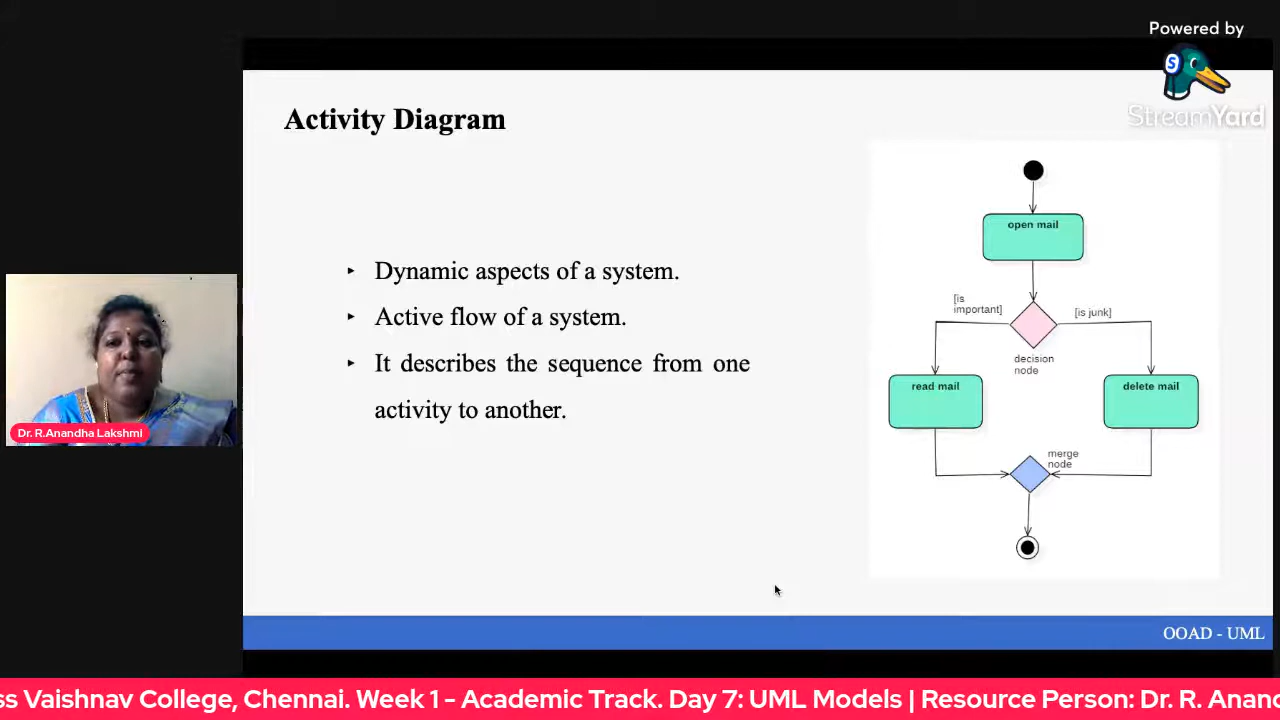 Powered by
StreamYard
Activity Diagram
Dynamic aspects of a system.
Active flow of a system.
It describes the sequence from one
activity to another.
open mail
[is
important]
[is junk]
decision
node
read mail
delete mail
merge
node
Dr. R.Anandha Lakshmi
OOAD - UML
ss Vaishnav College, Chennai. Week 1 - Academic Track. Day 7: UML Models | Resource Person: Dr. R. Anand